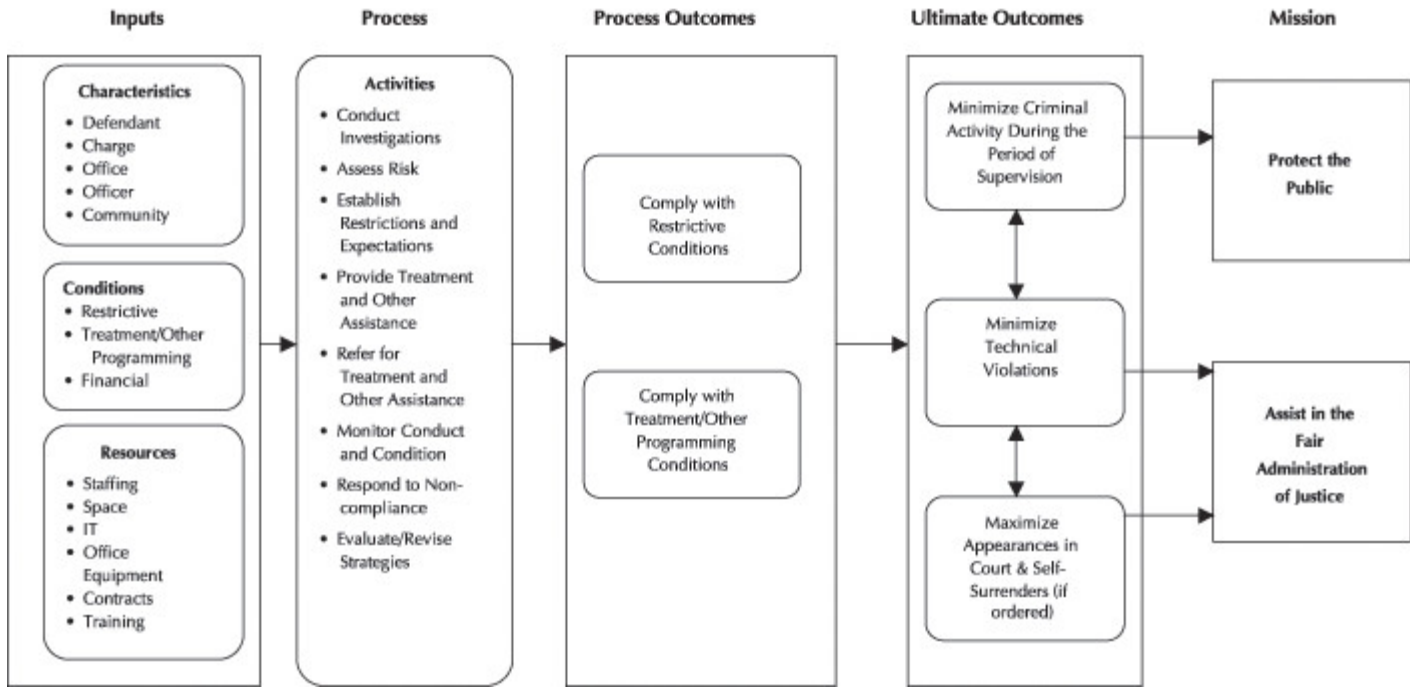 Inputs
Process
Process Outcomes
Ultimate Outcomes
Mission
Characteristics
• Defendant
• Charge
• Office
• Officer
• Community
Conditions
• Restrictive
• Treatment/Other
Programming
• Financial
Resources
• Staffing
• Space
• IT
• Office
Equipment
• Contracts
• Training
Activities
• Conduct
Investigations
• Assess Risk
• Establish
Restrictions and
Expectations
• Provide Treatment
and Other
Assistance
• Refer for
Treatment and
Other Assistance
• Monitor Conduct
and Condition
• Respond to Non-
compliance
• Evaluate/Revise
Strategies
Comply with
Restrictive
Conditions
Comply with
Treatment/Other
Programming
Conditions
Minimize Criminal
Activity During the
Period of
Supervision
Minimize
Technical
Violations
Maximize
Appearances in
Court & Self-
Surrenders (if
ordered)
Protect the
Public
Assist in the
Fair
Administration
of Justice